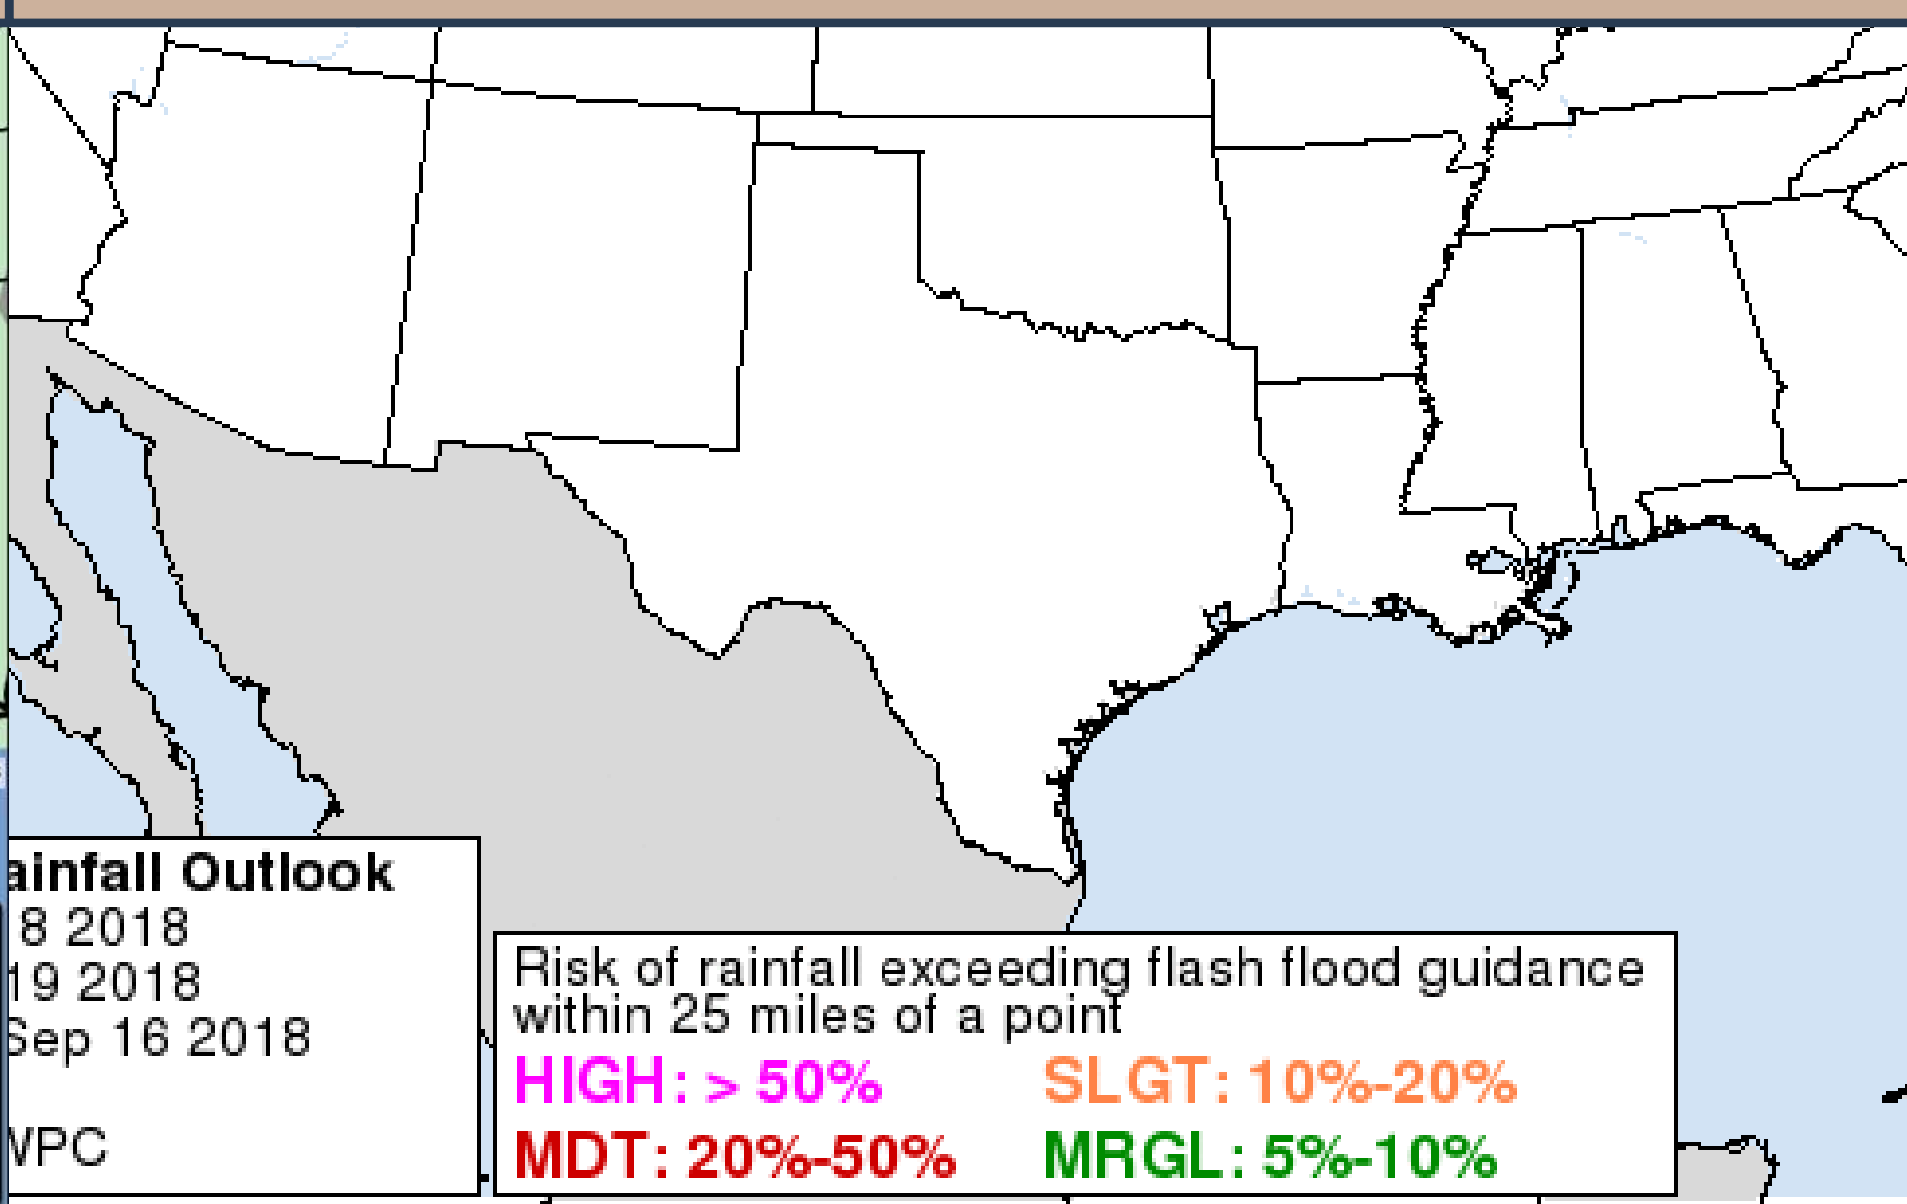 ainfall Outlook
8 2018
19 2018
Sep 16 2018
WPC
Risk of rainfall exceeding flash flood guidance
within 25 miles of a point
HIGH: > 50% SLGT: 10%-20%
MDT: 20%-50% MRGL: 5%-10%